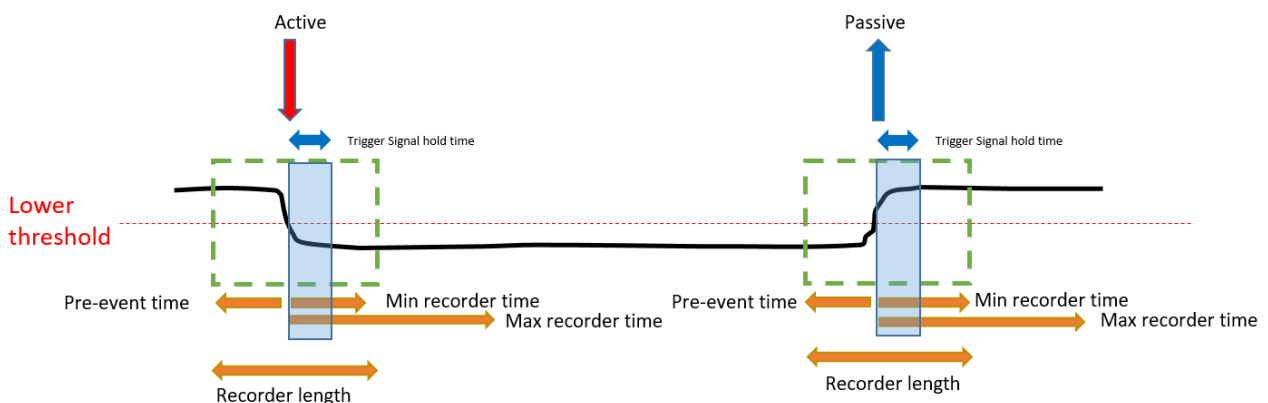 Active
Passive
Trigger Signal hold time
Trigger Signal hold time
Lower
threshold
Pre-event time
Min recorder time
Pre-event time
Min recorder time
Max recorder time
Max recorder time
Recorder length
Recorder length